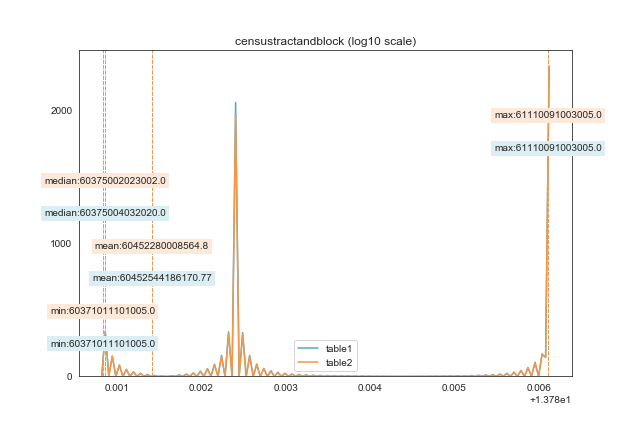 censustractandblock (log10 scale)
2000
1000
0
max:61110091003005.0
max:61110091003005.0
median:60375002023002.0
median:60375004032020.0
mean:60452280008564.8
mean:60452544186170.77
min:60371011101005.0
min:60371011101005.0
table1
table2
0.001
0.002
0.003
0.004
0.005
0.006
+1.378e1